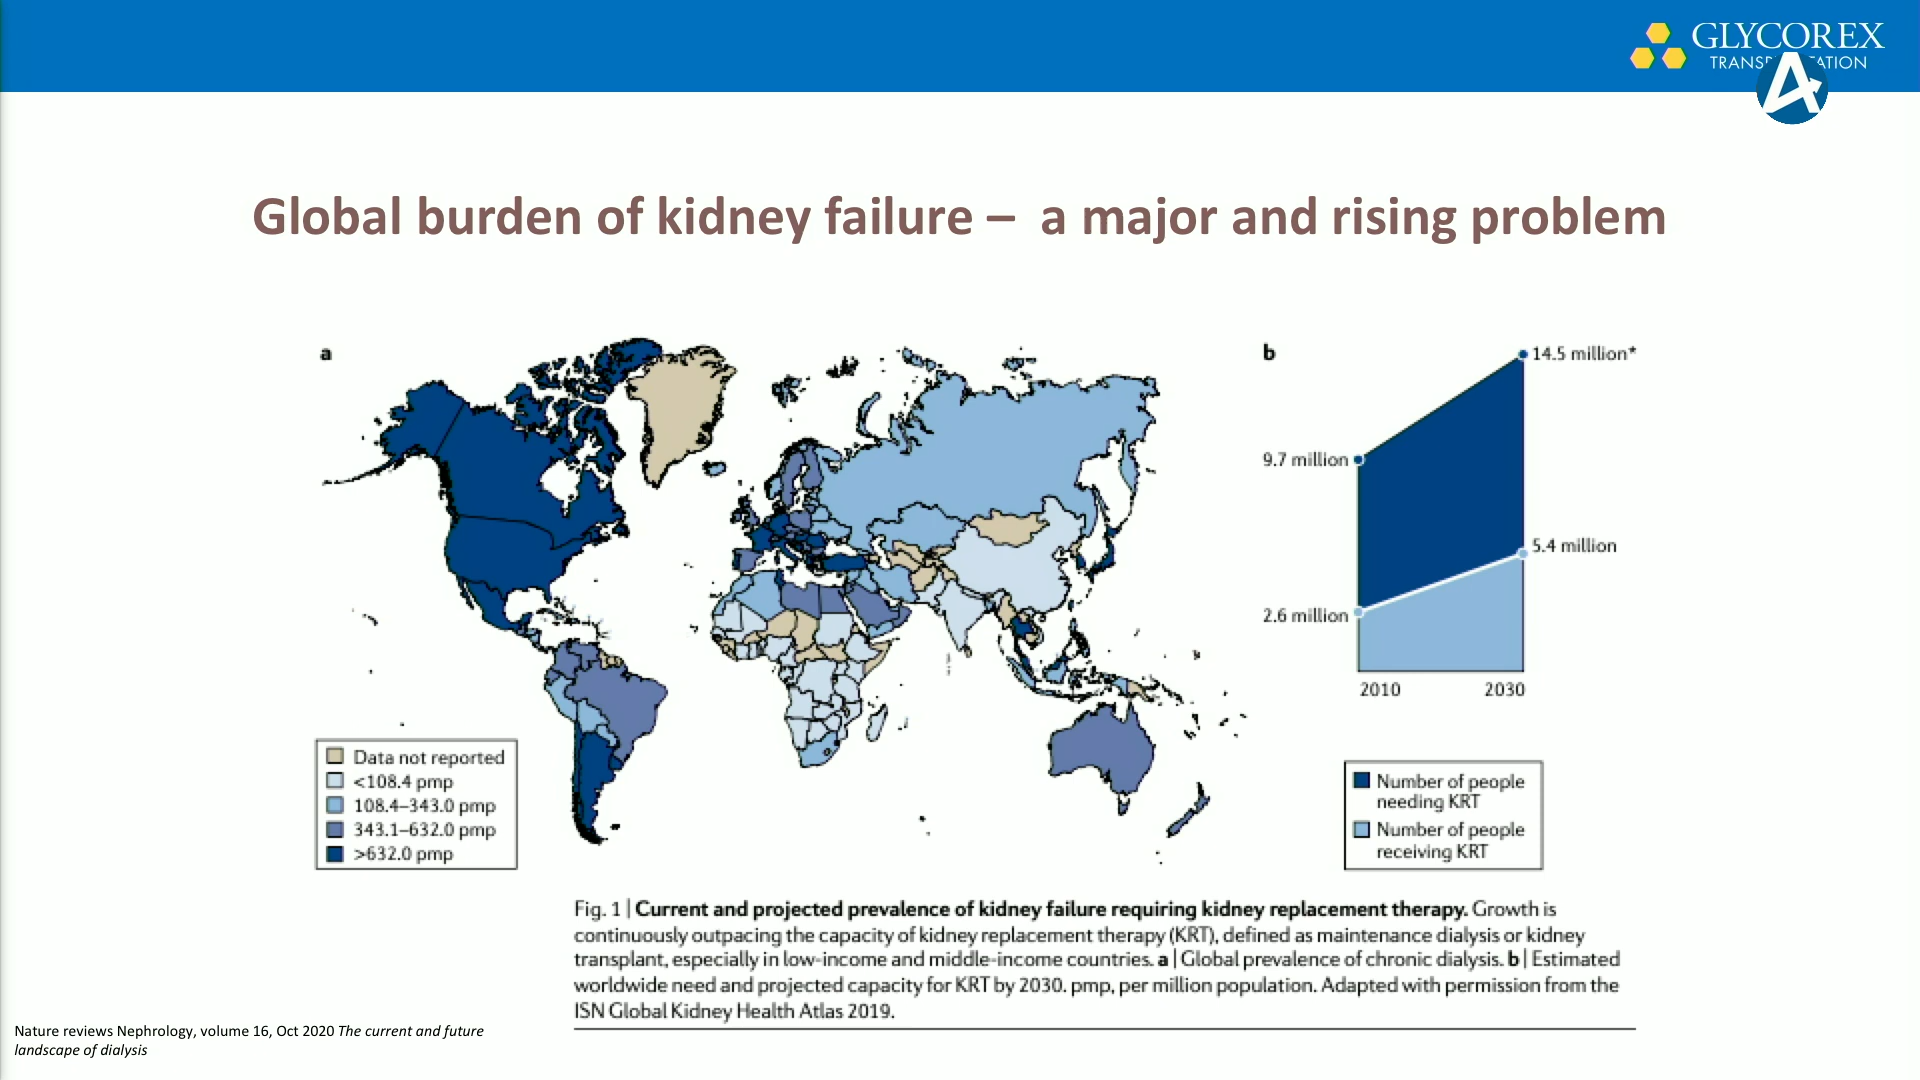 GLYCOREX
Global burden of kidney failure – a major and rising problem
a
Data not reported
<108.4 pmp
108.4–343.0 pmp
343.1–632.0 pmp
>632.0 pmp
b
14.5 million*
9.7 million
5.4 million
2.6 million
2010 2030
Number of people
needing KRT
Number of people
receiving KRT
Fig. 1 | Current and projected prevalence of kidney failure requiring kidney replacement therapy. Growth is
continuously outpacing the capacity of kidney replacement therapy (KRT), defined as maintenance dialysis or kidney
transplant, especially in low-income and middle-income countries. a | Global prevalence of chronic dialysis. b | Estimated
worldwide need and projected capacity for KRT by 2030. pmp, per million population. Adapted with permission from the
ISN Global Kidney Health Atlas 2019.
Nature reviews Nephrology, volume 16, Oct 2020 The current and future
landscape of dialysis